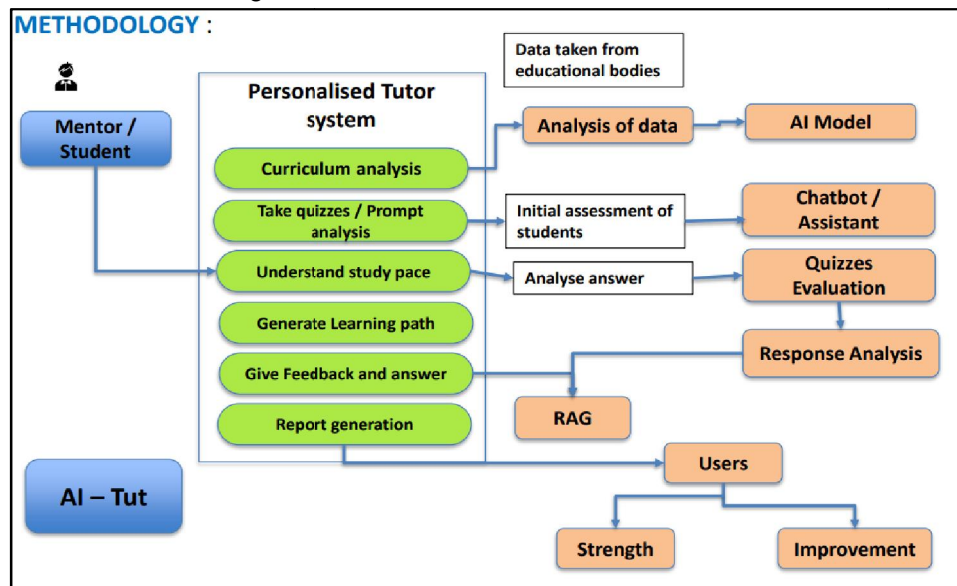 METHODOLOGY :
Data taken from
educational bodies
Personalised Tutor
system
Mentor /
Student
Analysis of data
AI Model
Curriculum analysis
Take quizzes / Prompt
analysis
Initial assessment of
students
Chatbot /
Assistant
Understand study pace
Analyse answer
Quizzes
Evaluation
Generate Learning path
Response Analysis
Give Feedback and answer
RAG
Report generation
Users
AI – Tut
Strength
Improvement